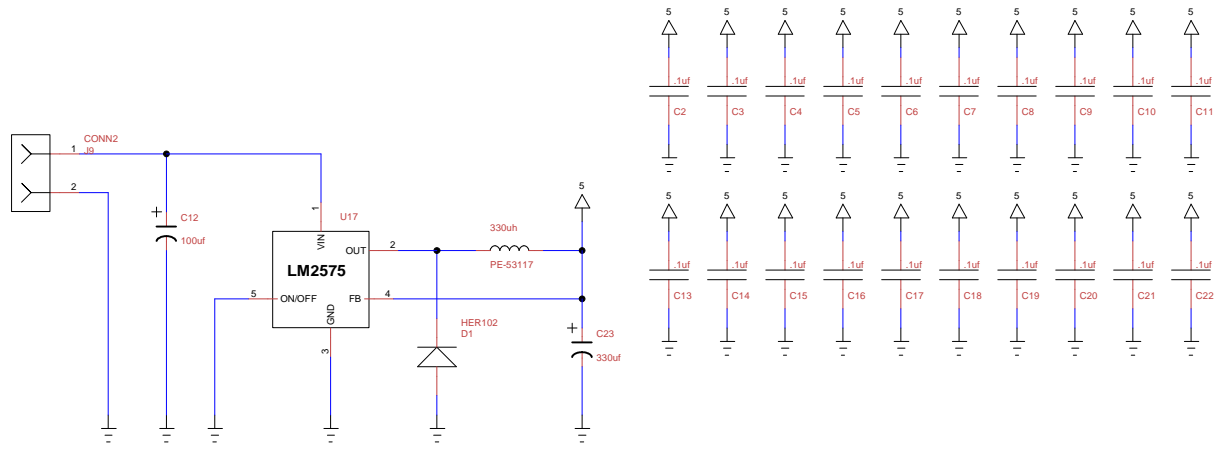 5 5 5 5 5 5 5 5 5 5
.1uf .1uf .1uf .1uf .1uf .1uf .1uf .1uf .1uf .1uf
C2 C3 C4 C5 C6 C7 C8 C9 C10 C11
CONN2
1 J9
2
5
5 5 5 5 5 5 5 5 5 5
C12
100uf
1
U17
VIN
330uh
OUT 2
PE-53117
LM2575
.1uf .1uf .1uf .1uf .1uf .1uf .1uf .1uf .1uf .1uf
5 ON/OFF FB 4
C13 C14 C15 C16 C17 C18 C19 C20 C21 C22
GND
3
HER102
D1
C23
330uf